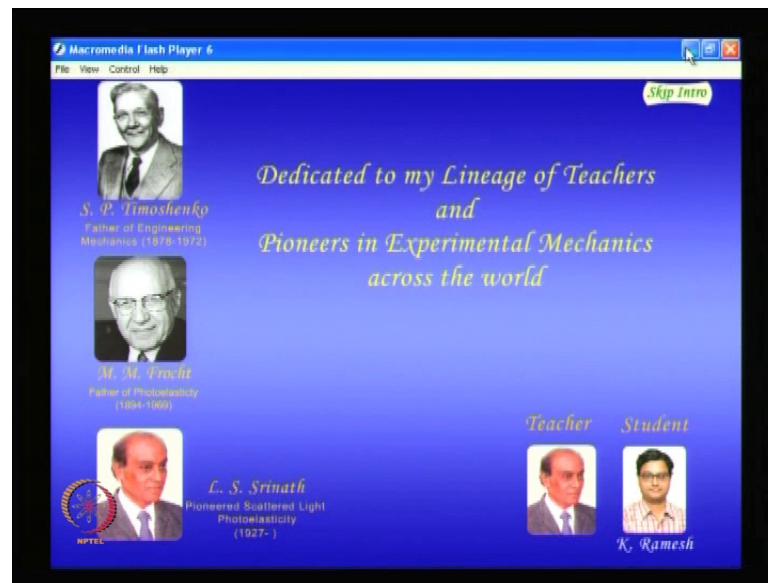 Macromedia Flash Player 6
File View Control Help
Skip Intro
S. P. Timoshenko
Father of Engineering
Mechanics (1878-1972)
Dedicated to my Lineage of Teachers
and
Pioneers in Experimental Mechanics
across the world
M. M. Frocht
Father of Photoelasticty
(1894-1969)
L. S. Srinath
Pioneered Scattered Light
Photoelasticity
(1927- )
Teacher
Student
K. Ramesh
NPTEL